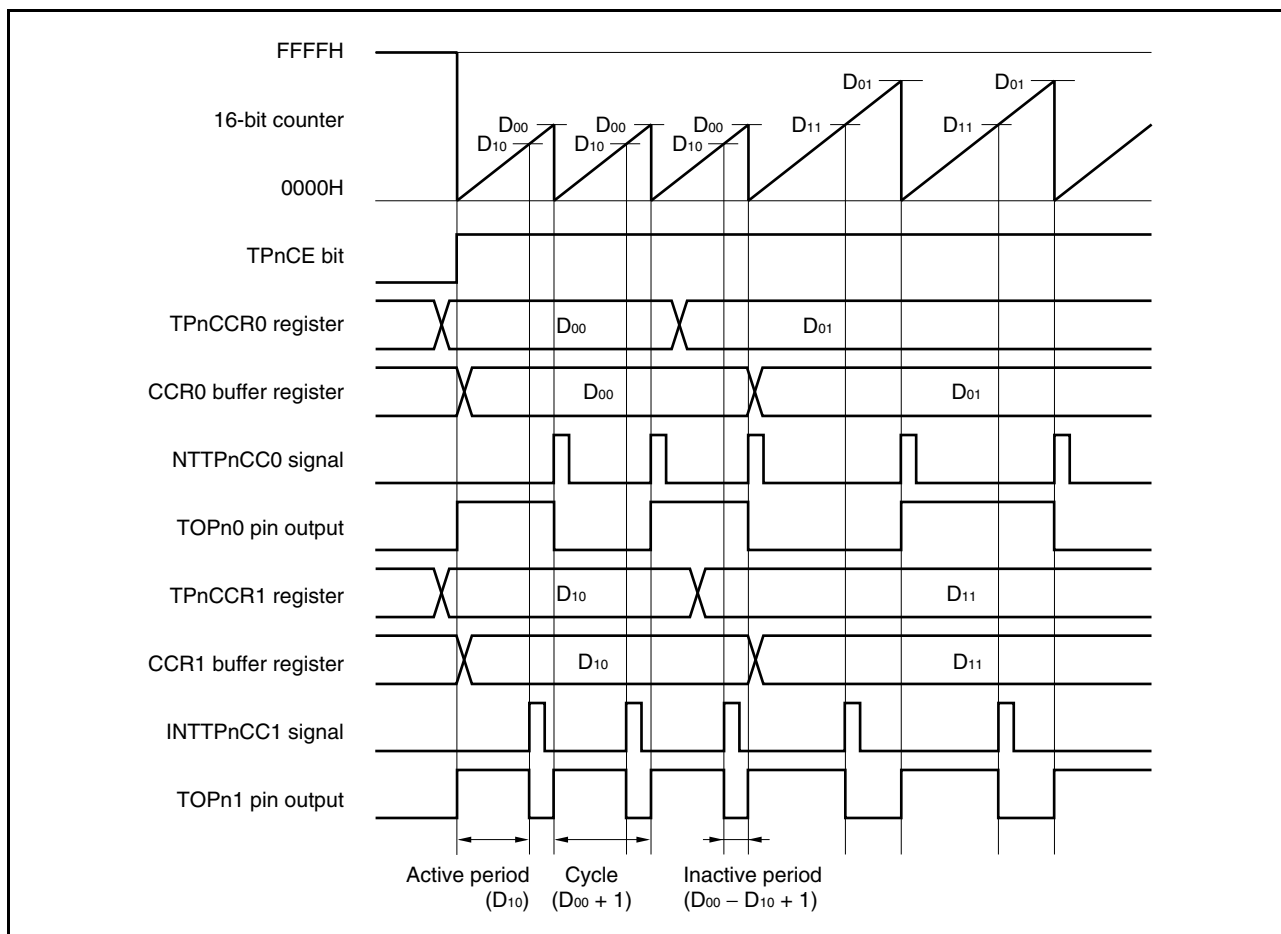 FFFFH
D01 D01
16-bit counter
D00 D00 D00 D11 D11
D10 D10 D10
0000H
TPnCE bit
TPnCCR0 register
D00 D01
CCR0 buffer register
D00 D01
NTTPnCC0 signal
TOPn0 pin output
TPnCCR1 register
D10 D11
CCR1 buffer register
D10 D11
INTTPnCC1 signal
TOPn1 pin output
Active period Cycle Inactive period
(D10) (D00 + 1) (D00 − D10 + 1)